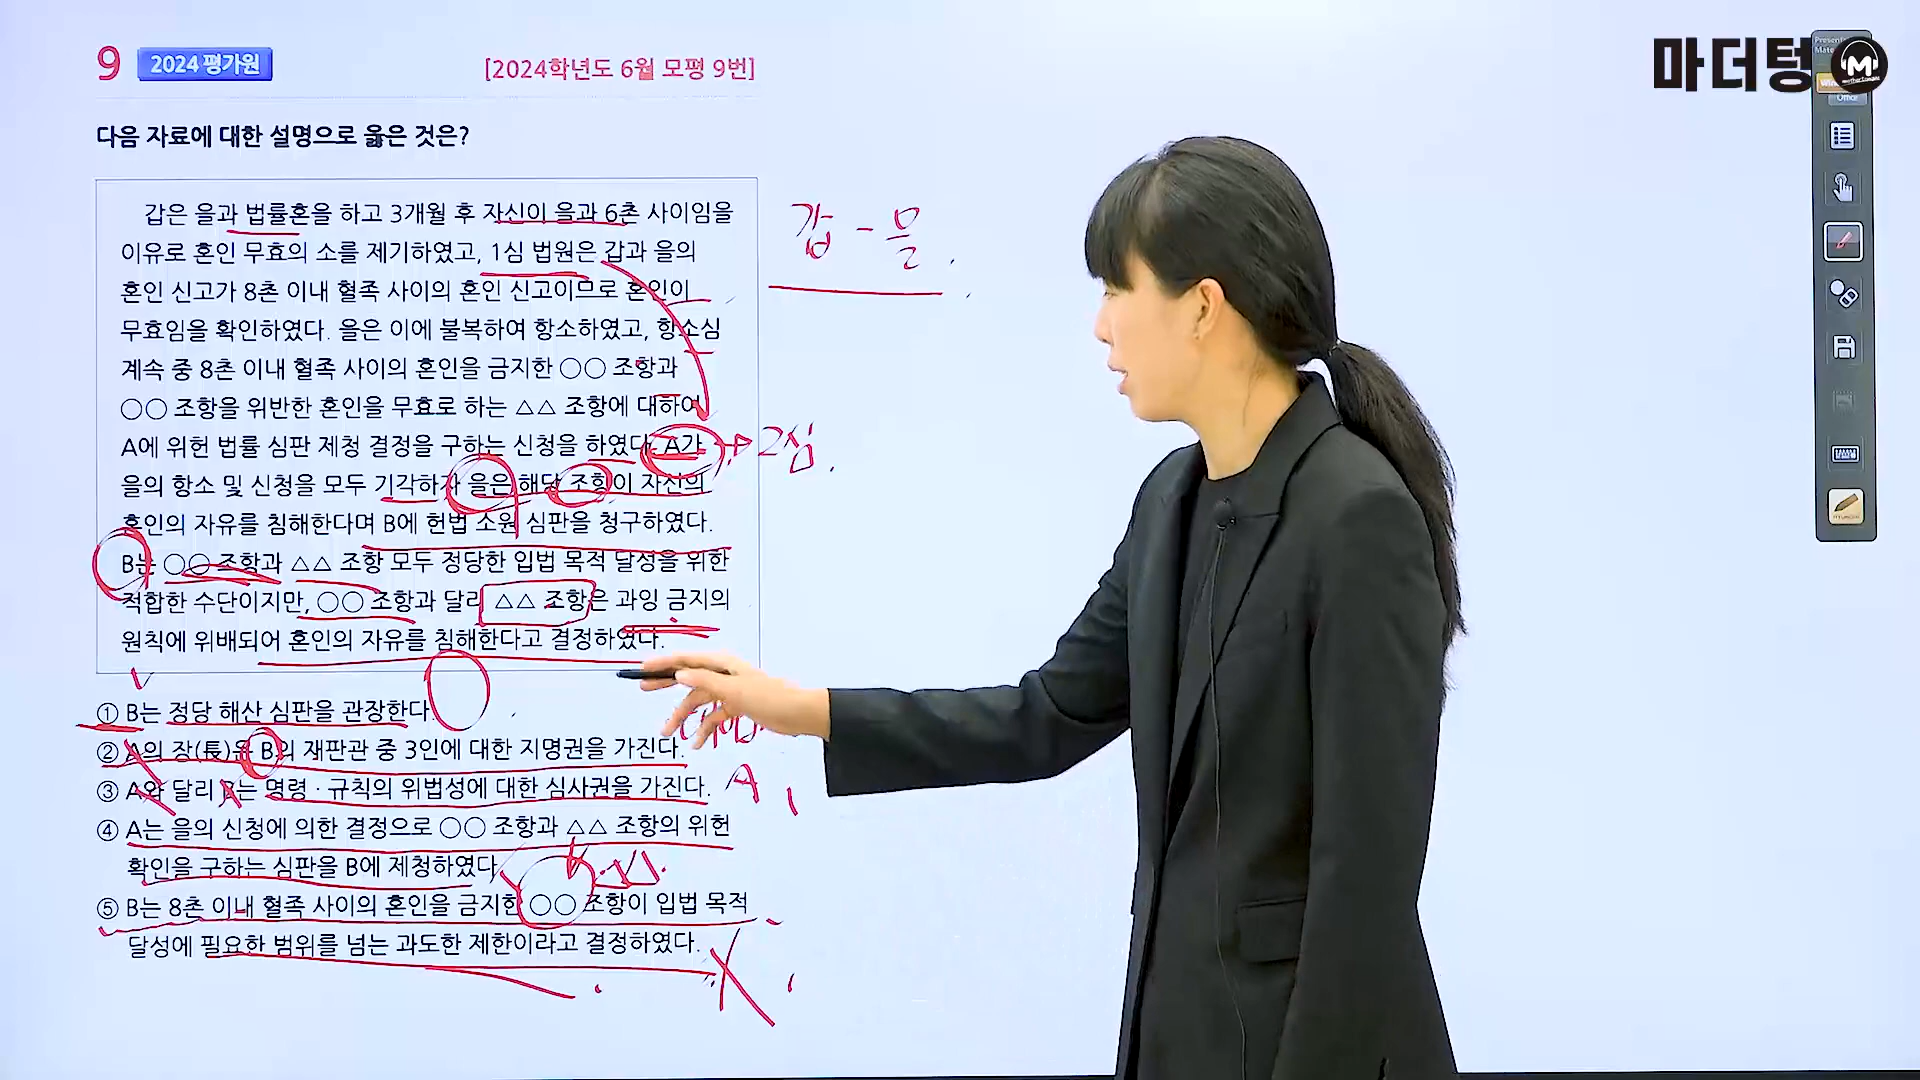 9 2024 평가원 [2024학년도 6월 모평 9번]
마더텅
다음 자료에 대한 설명으로 옳은 것은?
갑은 을과 법률혼을 하고 3개월 후 자신이 을과 6촌 사이임을
이유로 혼인 무효의 소를 제기하였고, 1심 법원은 갑과 을의
혼인 신고가 8촌 이내 혈족 사이의 혼인 신고이므로 혼인이
무효임을 확인하였다. 을은 이에 불복하여 항소하였고, 항소심
계속 중 8촌 이내 혈족 사이의 혼인을 금지한 ○○ 조항과
○○ 조항을 위반한 혼인을 무효로 하는 △△ 조항에 대하여
A에 위헌 법률 심판 제청 결정을 구하는 신청을 하였다. A가
을의 항소 및 신청을 모두 기각하자 을은 해당 조항이 자신의
혼인의 자유를 침해한다며 B에 헌법 소원 심판을 청구하였다.
B는 ○○ 조항과 △△ 조항 모두 정당한 입법 목적 달성을 위한
적합한 수단이지만, ○○ 조항과 달리 △△ 조항은 과잉 금지의
원칙에 위배되어 혼인의 자유를 침해한다고 결정하였다.
갑 - 을
2심
① B는 정당 해산 심판을 관장한다.
② A의 장(長)은 B의 재판관 중 3인에 대한 지명권을 가진다.
③ A와 달리 B는 명령·규칙의 위법성에 대한 심사권을 가진다.
A
④ A는 을의 신청에 의한 결정으로 ○○ 조항과 △△ 조항의 위헌
확인을 구하는 심판을 B에 제청하였다.
⑤ B는 8촌 이내 혈족 사이의 혼인을 금지한 ○○ 조항이 입법 목적
달성에 필요한 범위를 넘는 과도한 제한이라고 결정하였다.
Office